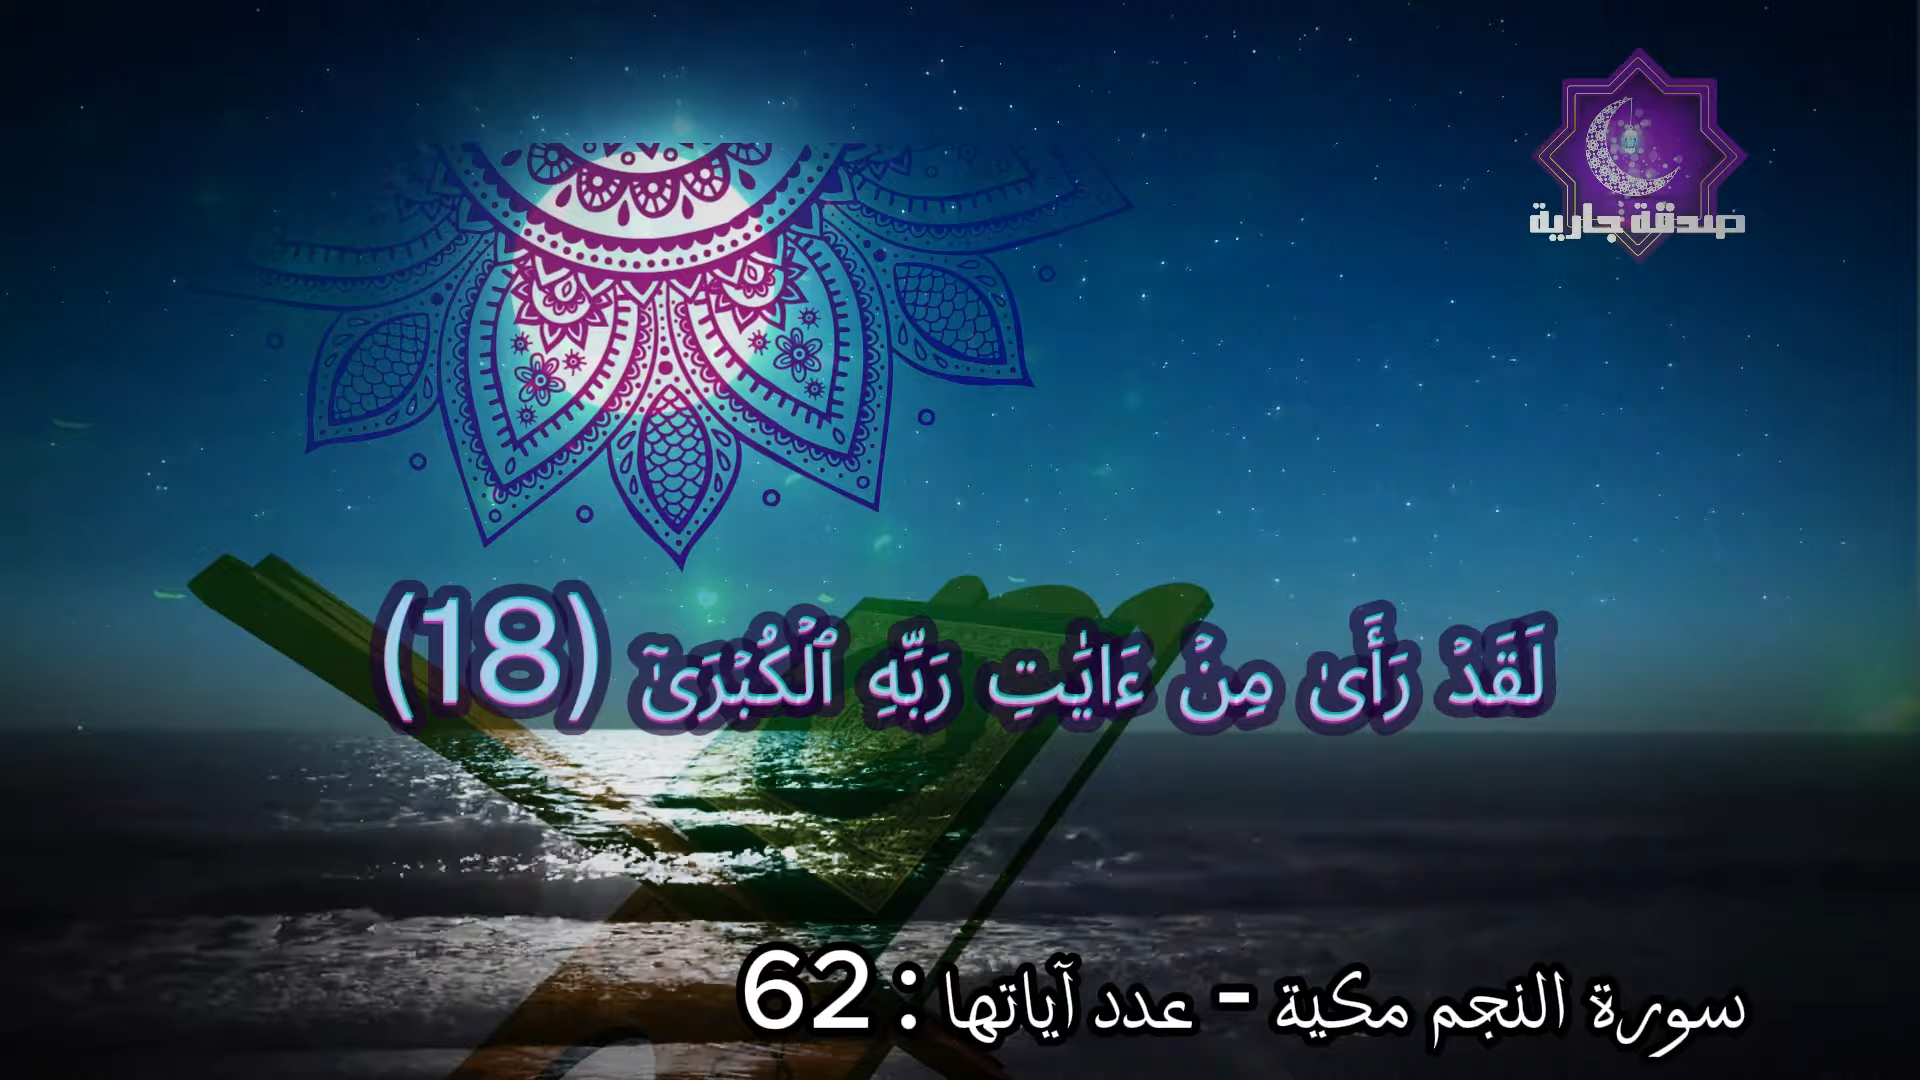 صدقة جارية
لَقَدْ رَأَىٰ مِنْ ءَايَٰتِ رَبِّهِ ٱلْكُبْرَىٰٓ (18)
سورة النجم مكية - عدد آياتها : 62